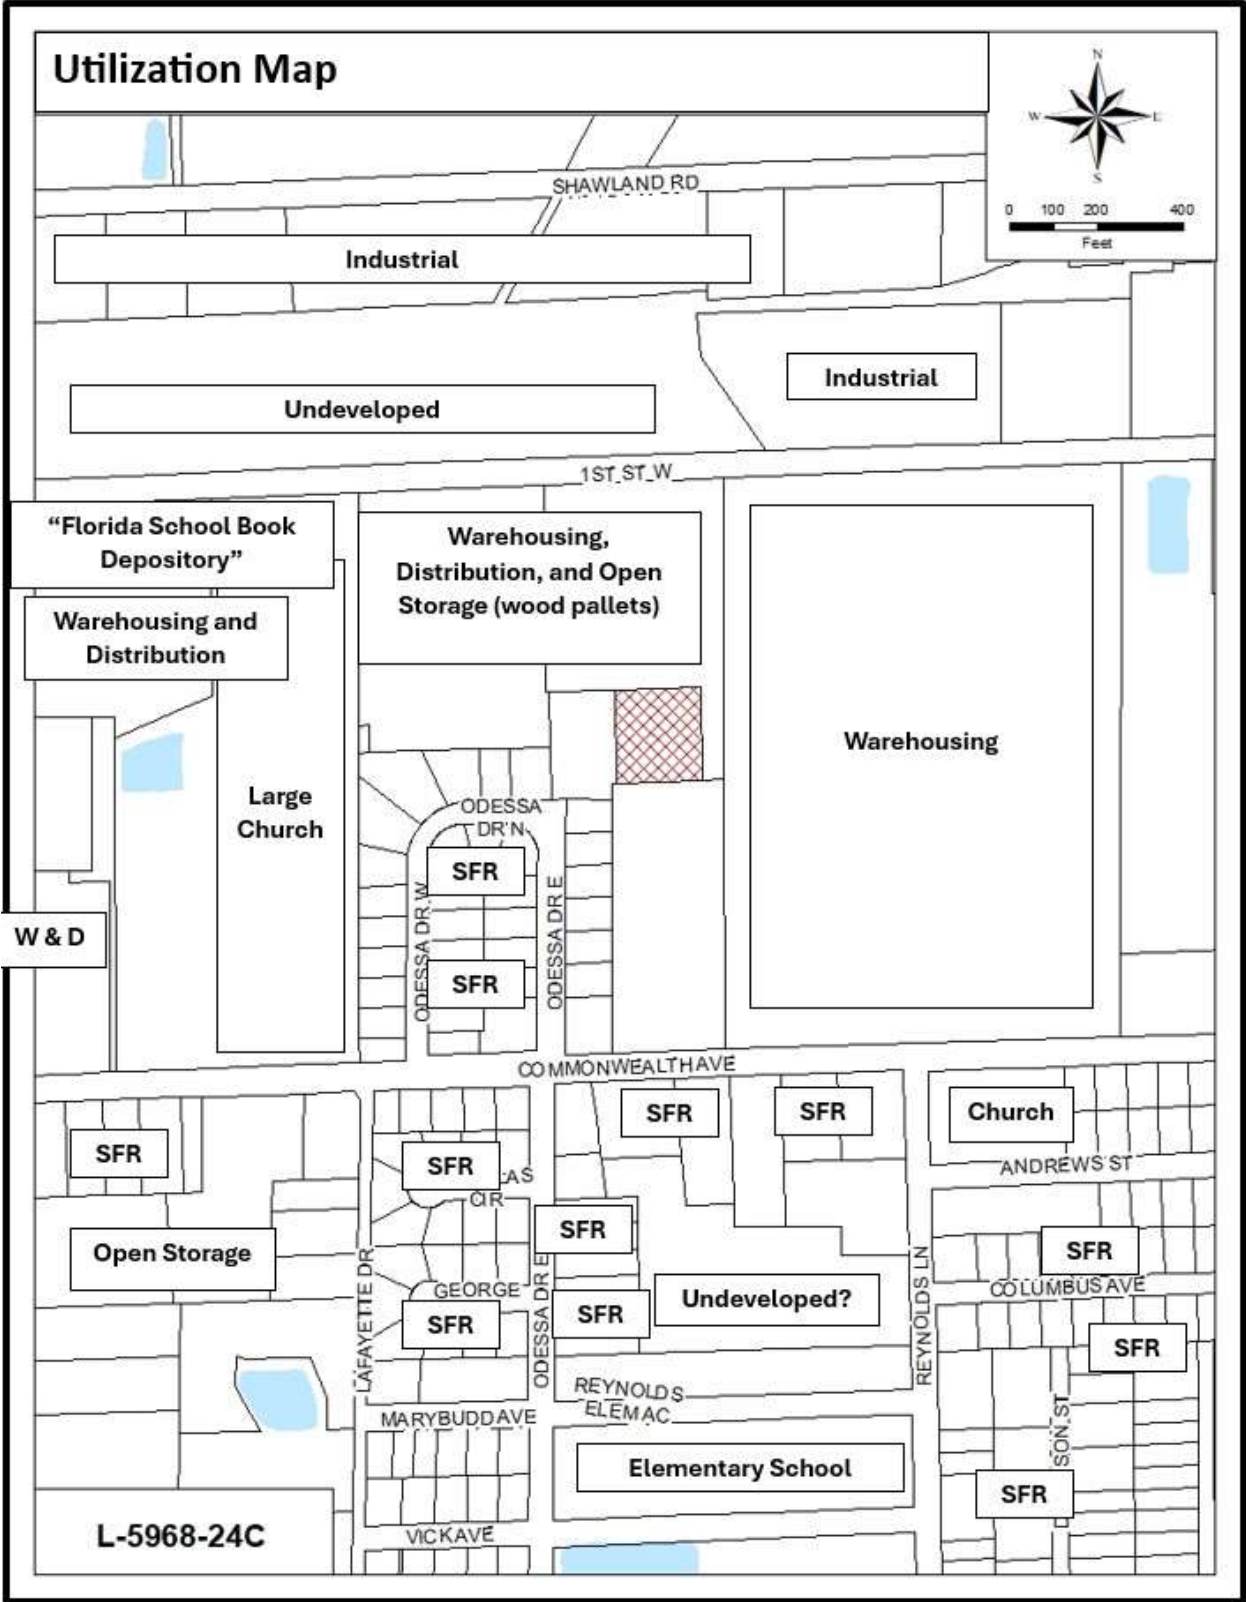 Utilization Map
N
W E
S
0 100 200 400
Feet
SHAWLAND RD
Industrial
Industrial
Undeveloped
1ST ST W
“Florida School Book
Depository”
Warehousing,
Distribution, and Open
Storage (wood pallets)
Warehousing and
Distribution
Warehousing
Large
Church
ODESSA
DR N
SFR
ODESSA DR W
ODESSA DR E
W & D
SFR
COMMONWEALTH AVE
SFR
SFR
Church
SFR
SFR
CIR
ANDREWS ST
SFR
Open Storage
SFR
LAFAYETTE DR
GEORGE
ODESSA DR E
SFR
SFR
Undeveloped?
REYNOLDS LN
COLUMBUS AVE
SFR
REYNOLDS
ELEM AC
MARYBUDD AVE
SON ST
Elementary School
SFR
L-5968-24C
VICK AVE